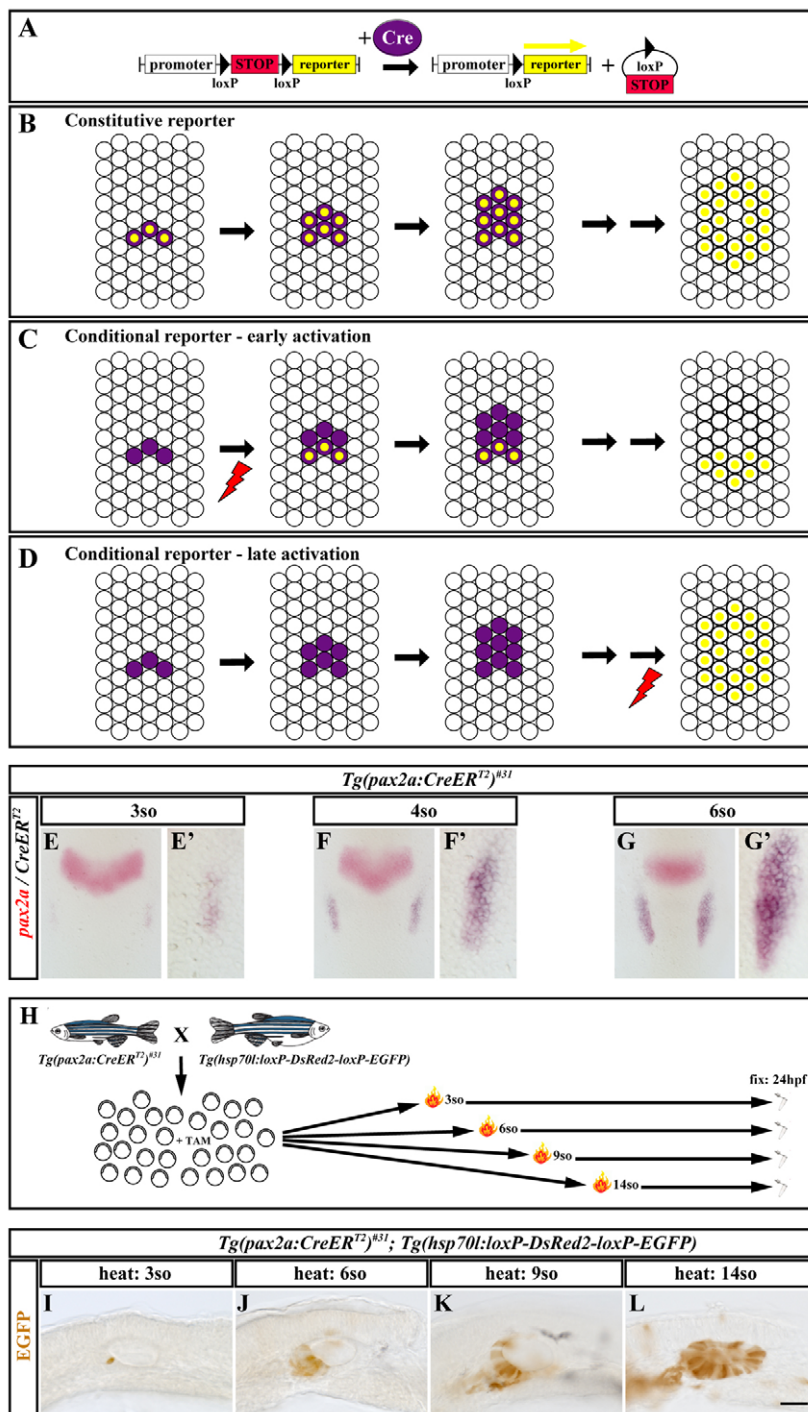 A
+ Cre
promoter STOP reporter promoter reporter + loxP
loxP loxP loxP STOP
B Constitutive reporter
C Conditional reporter - early activation
D Conditional reporter - late activation
Tg(pax2a:CreER^T2)^#31
3so 4so 6so
pax2a / CreER^T2
E E’ F F’ G G’
H
X
Tg(pax2a:CreER^T2)^#31 Tg(hsp70l:loxP-DsRed2-loxP-EGFP)
+ TAM
fix: 24hpf
3so
6so
9so
14so
Tg(pax2a:CreER^T2)^#31; Tg(hsp70l:loxP-DsRed2-loxP-EGFP)
heat: 3so heat: 6so heat: 9so heat: 14so
EGFP
I J K L